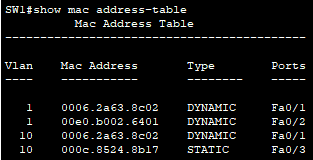 SW1#show mac address-table
Mac Address Table
-------------------------------------------
Vlan Mac Address Type Ports
---- ----------- -------- -----
1 0006.2a63.8c02 DYNAMIC Fa0/1
1 00e0.b002.6401 DYNAMIC Fa0/2
10 0006.2a63.8c02 DYNAMIC Fa0/1
10 000c.8524.8b17 STATIC Fa0/3